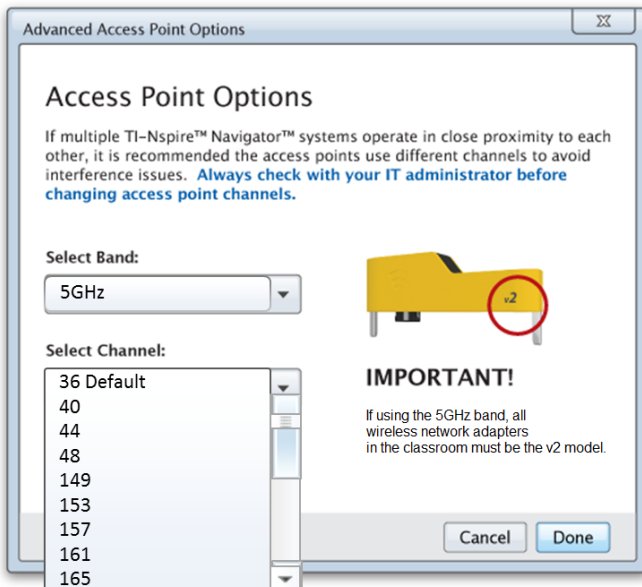 Advanced Access Point Options
Access Point Options
If multiple TI-Nspire™ Navigator™ systems operate in close proximity to each
other, it is recommended the access points use different channels to avoid
interference issues. Always check with your IT administrator before
changing access point channels.
Select Band:
5GHz
v2
Select Channel:
36 Default
40
44
48
149
153
157
161
165
IMPORTANT!
If using the 5GHz band, all
wireless network adapters
in the classroom must be the v2 model.
Cancel
Done